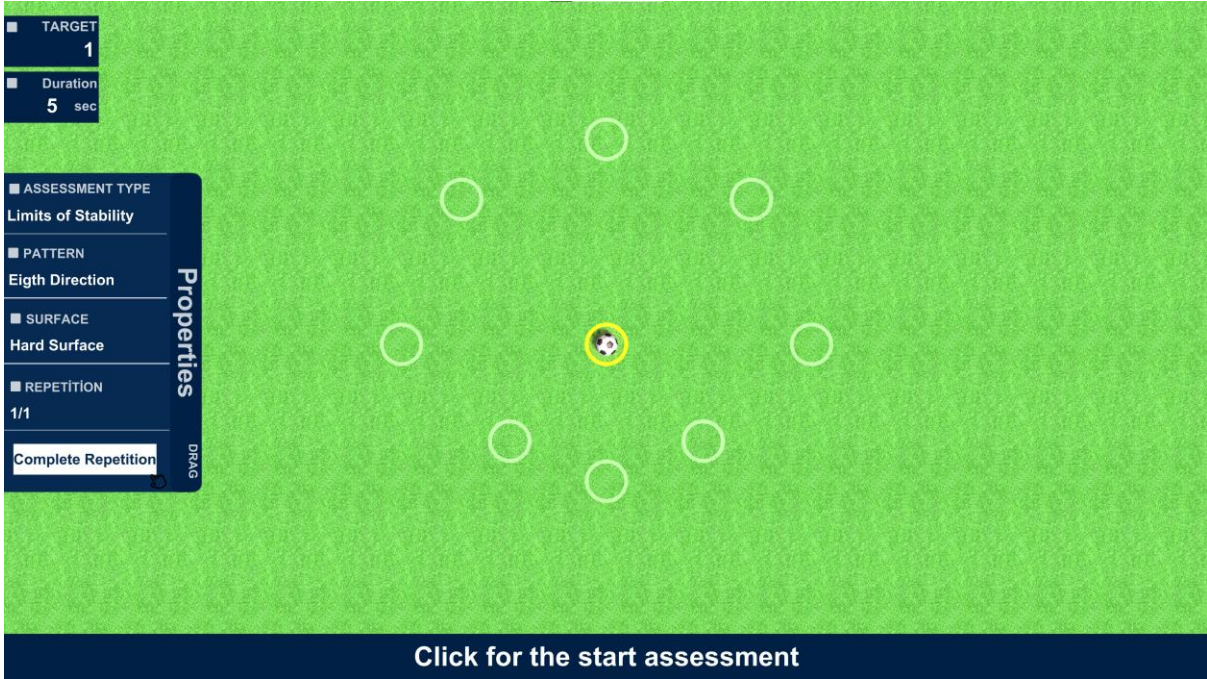 TARGET
1
Duration
5 sec
ASSESSMENT TYPE
Limits of Stability
PATTERN
Eigth Direction
SURFACE
Hard Surface
REPETİTİON
1/1
Complete Repetition
Properties
DRAG
Click for the start assessment